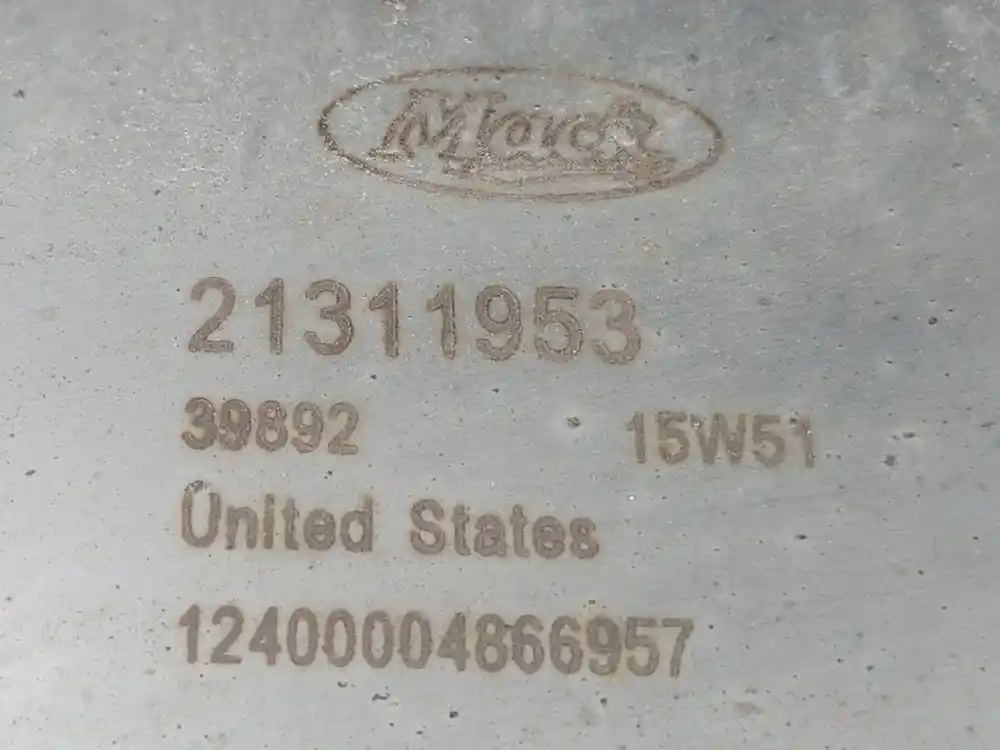 Mack
21311953
39892 15W51
United States
12400004866957